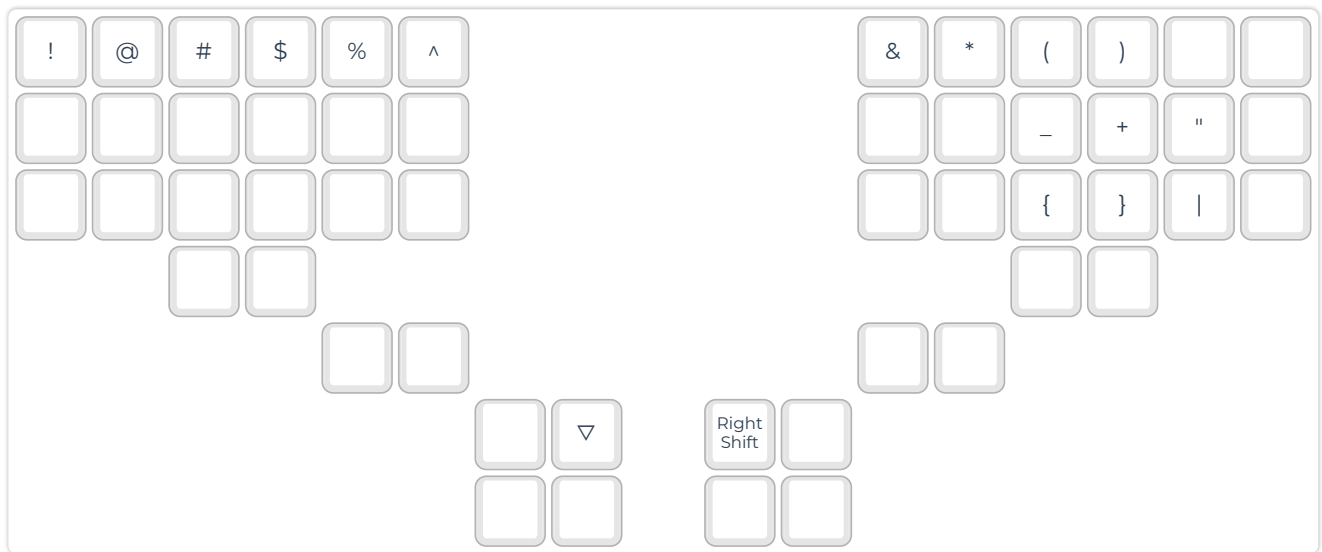 ! @ # $ % ^ & * ( )
_ + "
{ } |
▽ Right
Shift